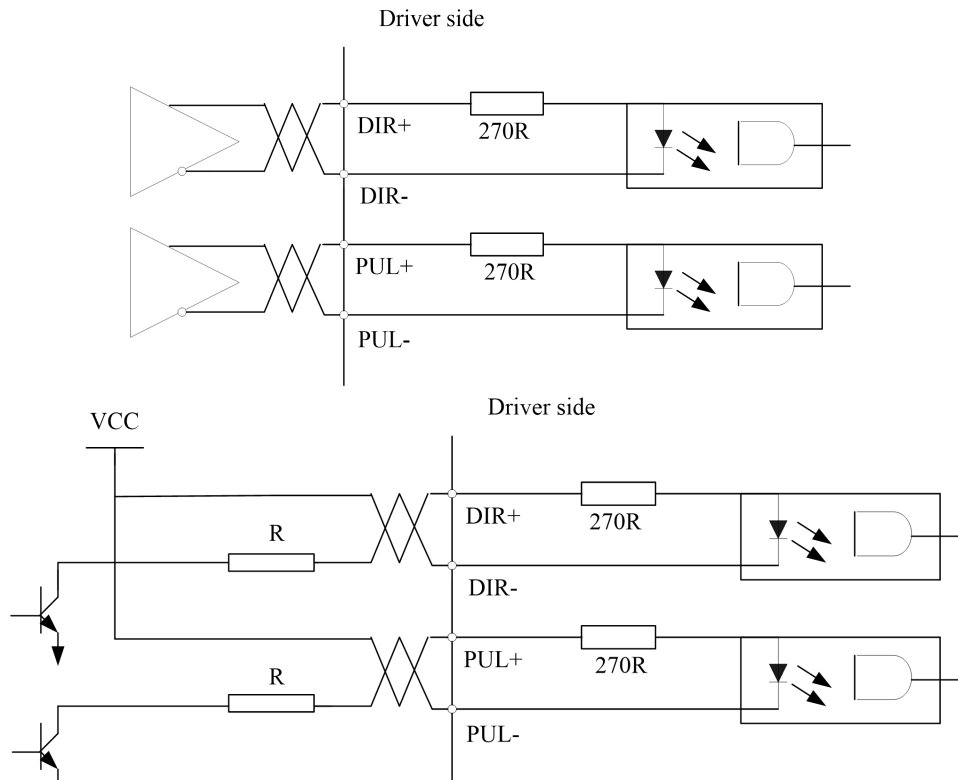 Driver side
DIR+
270R
DIR-
PUL+
270R
PUL-
Driver side
VCC
DIR+
270R
R
DIR-
PUL+
270R
R
PUL-